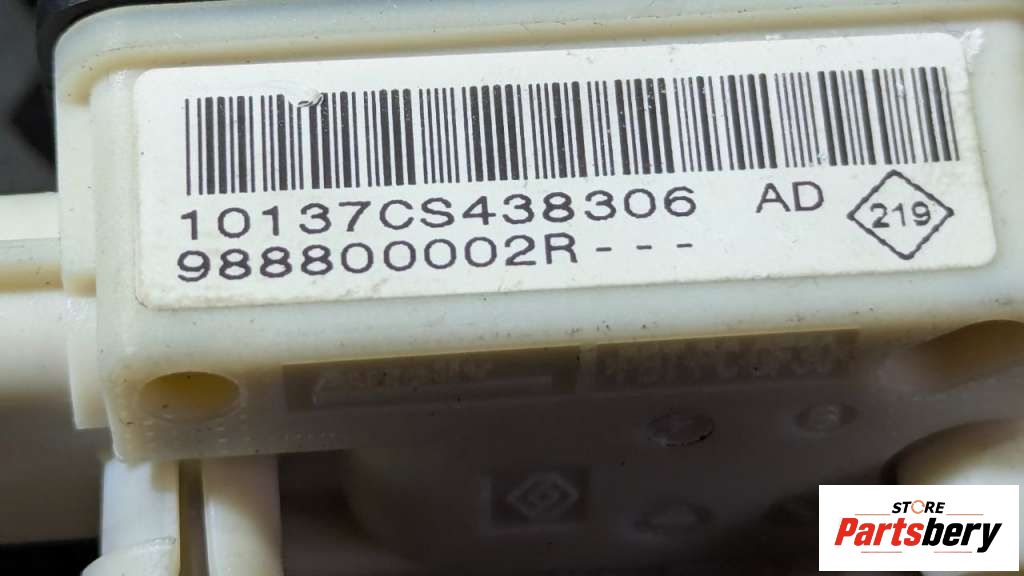 10137CS438306 AD 219
988800002R---
STORE
Partsbery